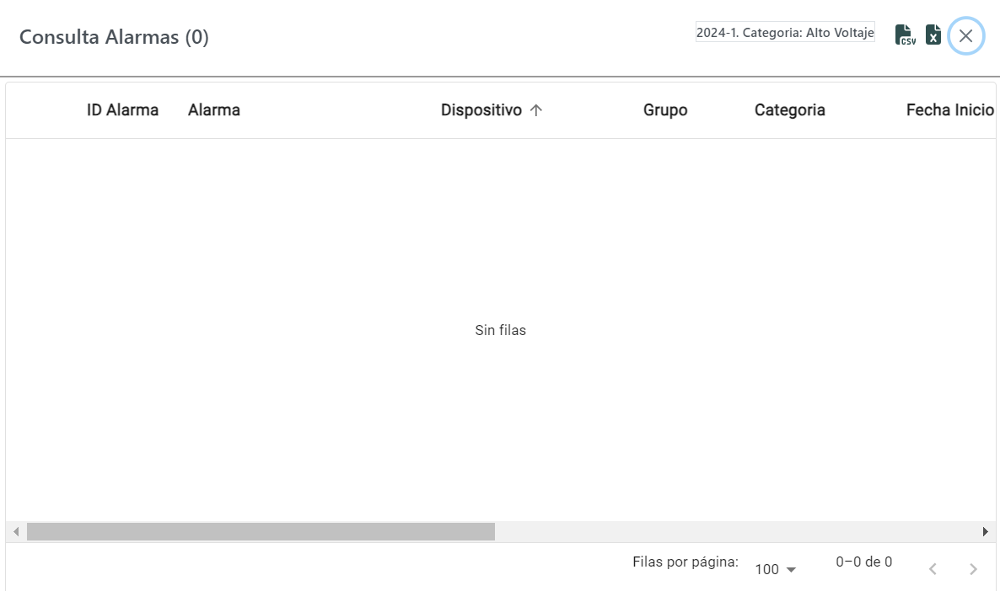 Consulta Alarmas (0)
2024-1. Categoria: Alto Voltaje
CSV
X
ID Alarma Alarma Dispositivo Grupo Categoria Fecha Inicio
Sin filas
Filas por página: 100 0–0 de 0